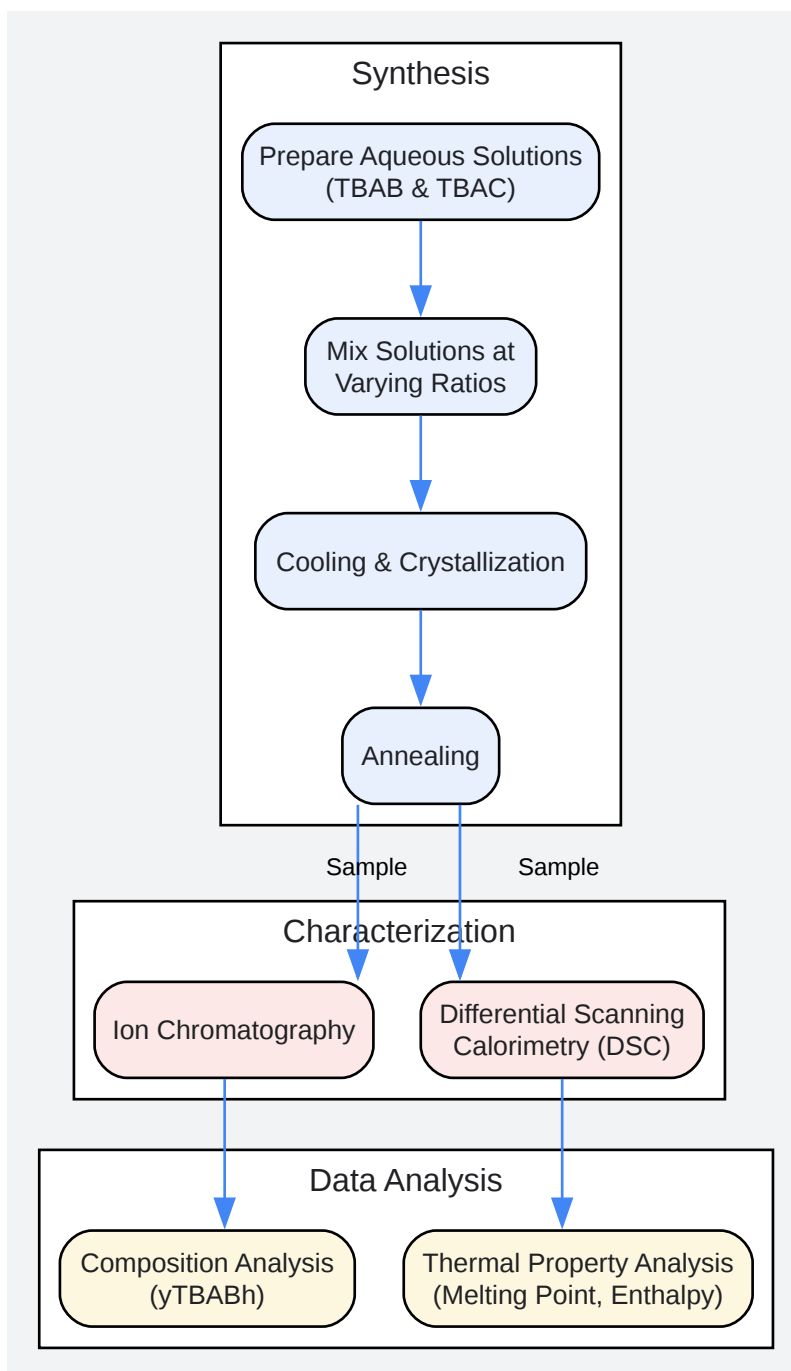 Synthesis
Prepare Aqueous Solutions
(TBAB & TBAC)
Mix Solutions at
Varying Ratios
Cooling & Crystallization
Annealing
Sample
Sample
Characterization
Ion Chromatography
Differential Scanning
Calorimetry (DSC)
Data Analysis
Composition Analysis
(yTBABh)
Thermal Property Analysis
(Melting Point, Enthalpy)